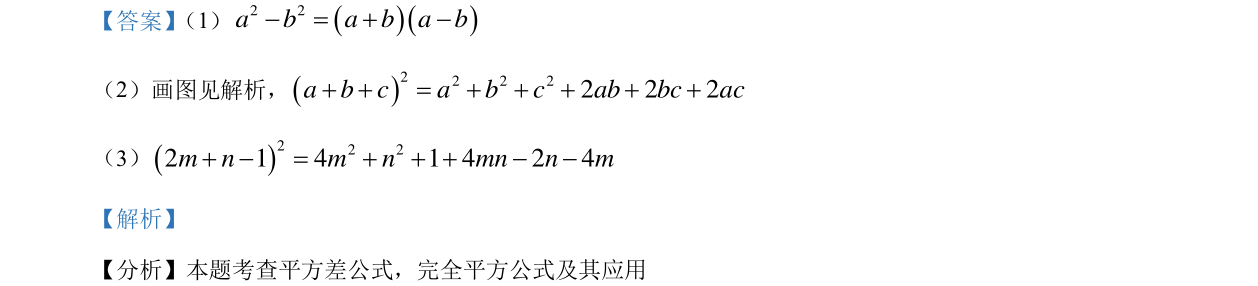 【答案】（1）a² − b² = (a + b)(a − b)
（2）画图见解析，(a + b + c)² = a² + b² + c² + 2ab + 2bc + 2ac
（3）(2m + n − 1)² = 4m² + n² + 1 + 4mn − 2n − 4m
【解析】
【分析】本题考查平方差公式，完全平方公式及其应用